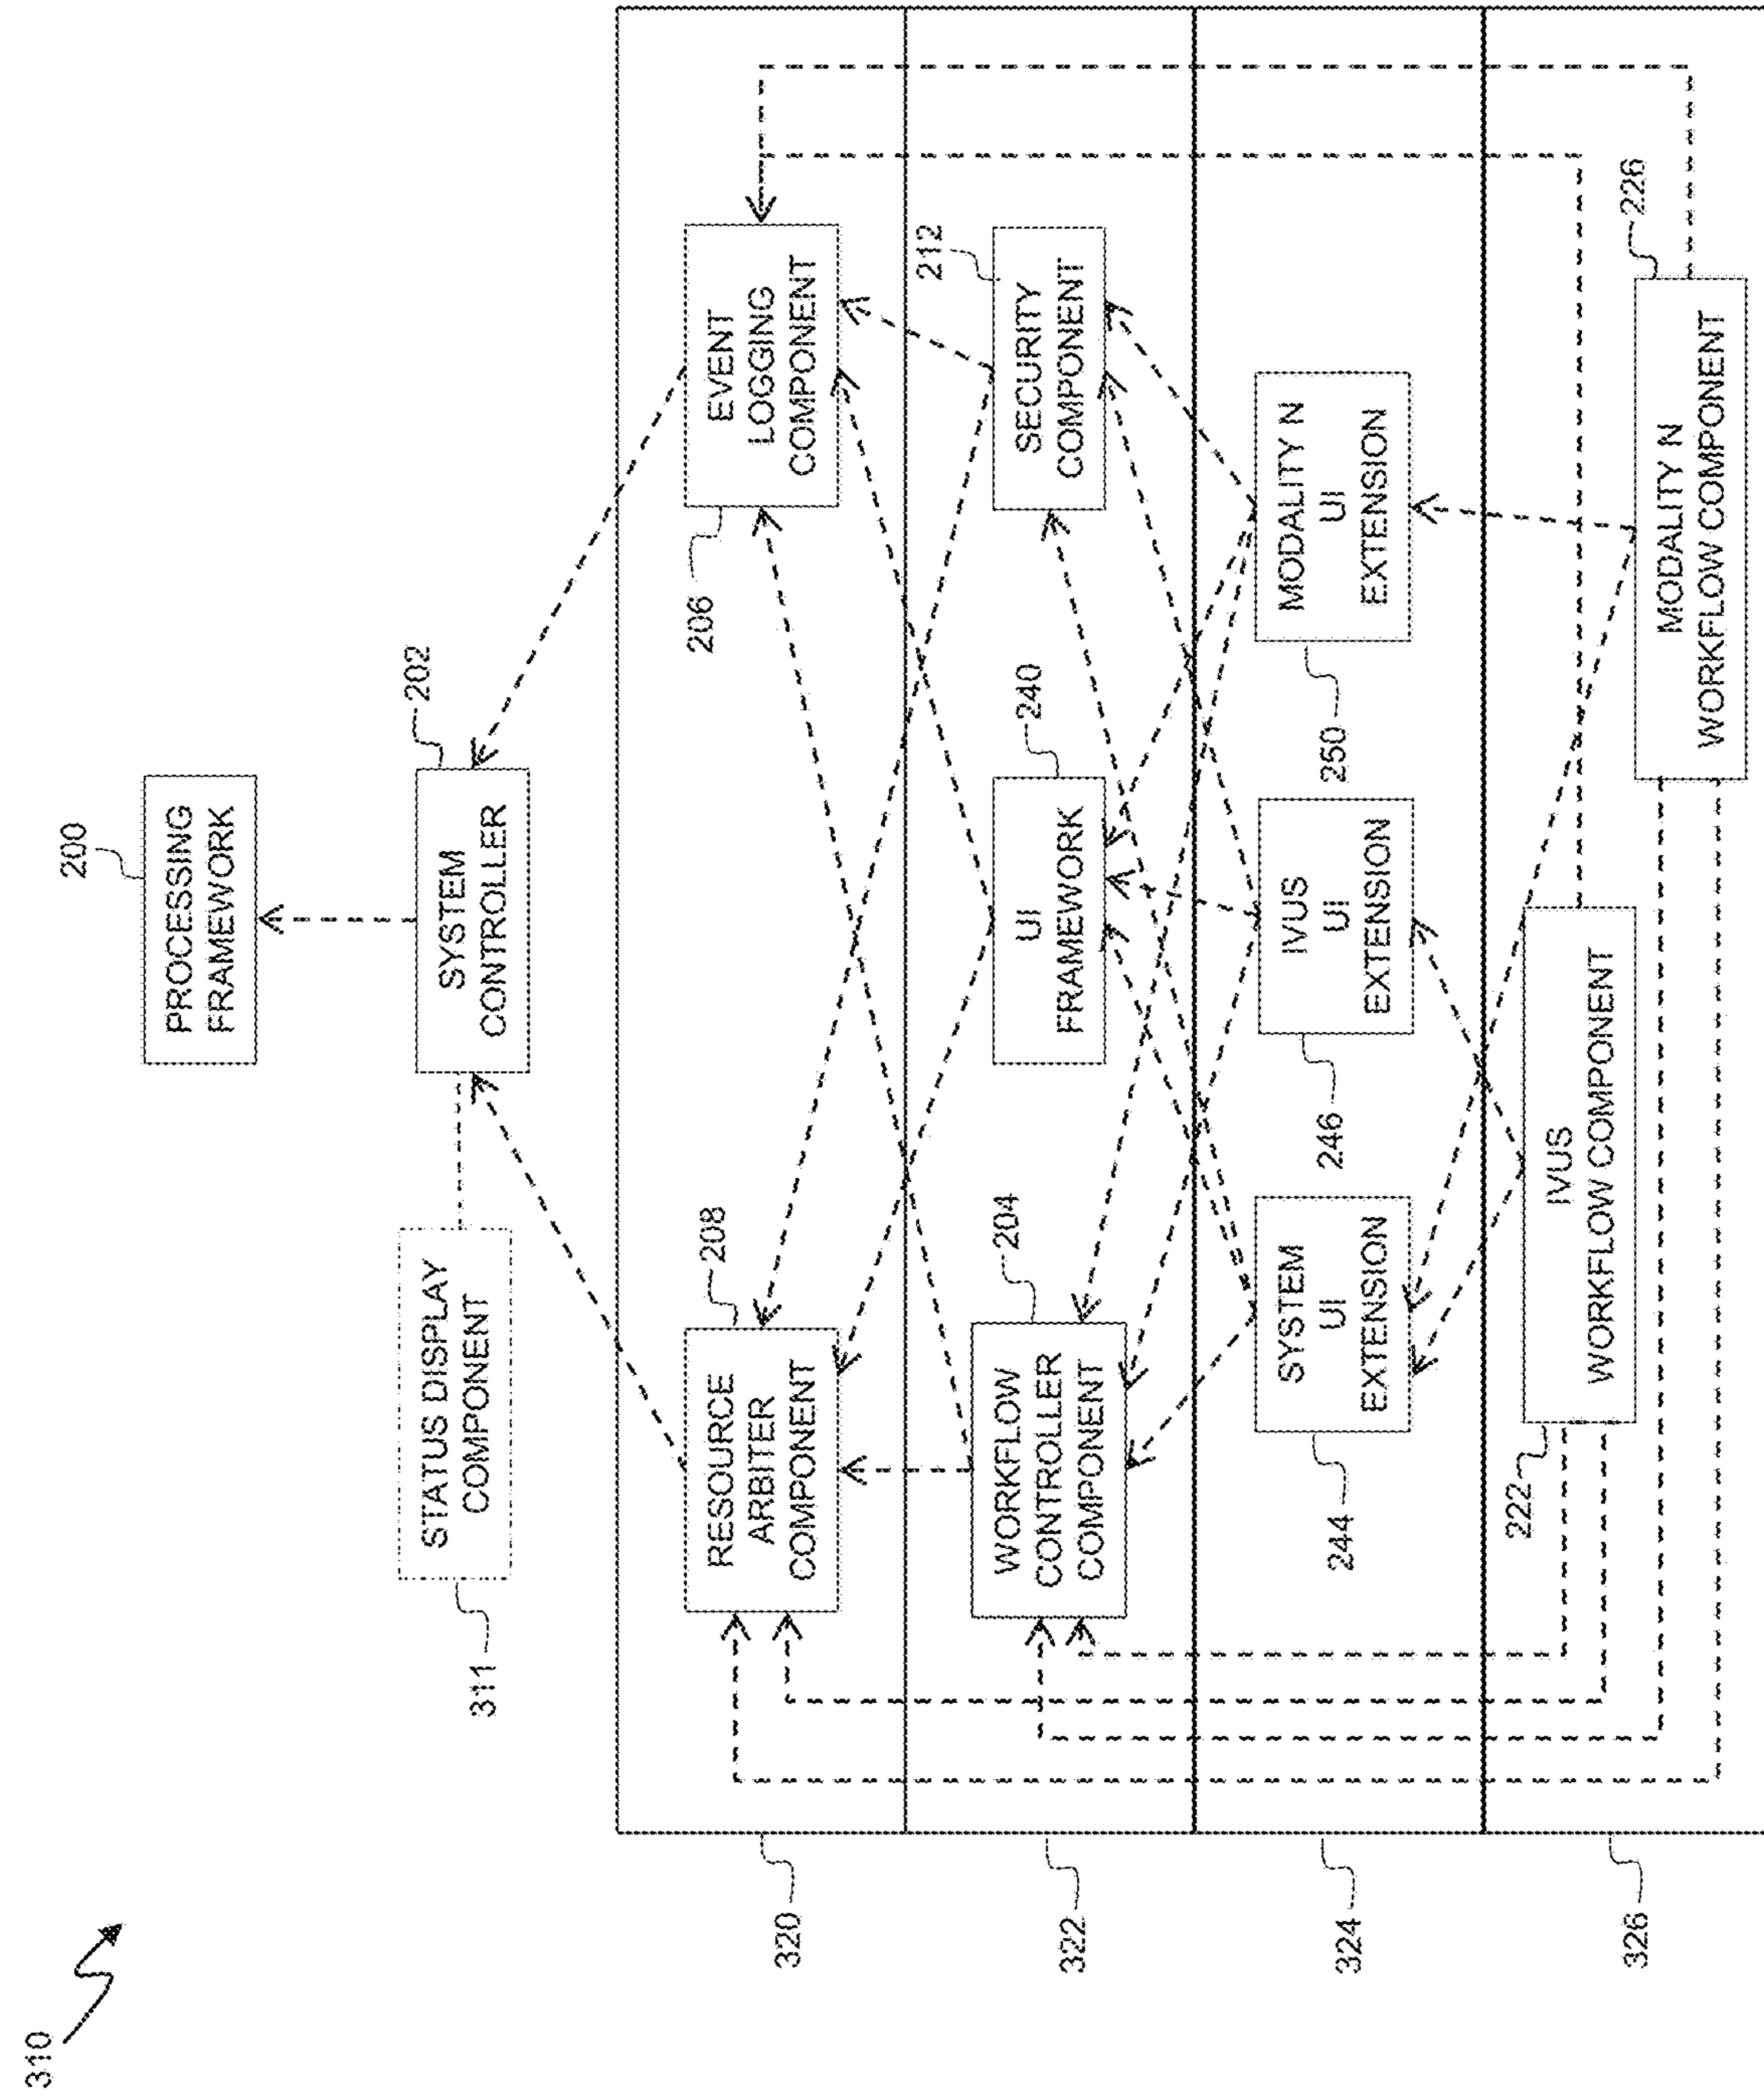 310
200
PROCESSING
FRAMEWORK
311
STATUS DISPLAY
COMPONENT
202
SYSTEM
CONTROLLER
320
208
RESOURCE
ARBITER
COMPONENT
206
EVENT
LOGGING
COMPONENT
322
204
WORKFLOW
CONTROLLER
COMPONENT
240
UI
FRAMEWORK
212
SECURITY
COMPONENT
324
244
SYSTEM
UI
EXTENSION
246
IVUS
UI
EXTENSION
250
MODALITY N
UI
EXTENSION
326
222
IVUS
WORKFLOW COMPONENT
226
MODALITY N
WORKFLOW COMPONENT